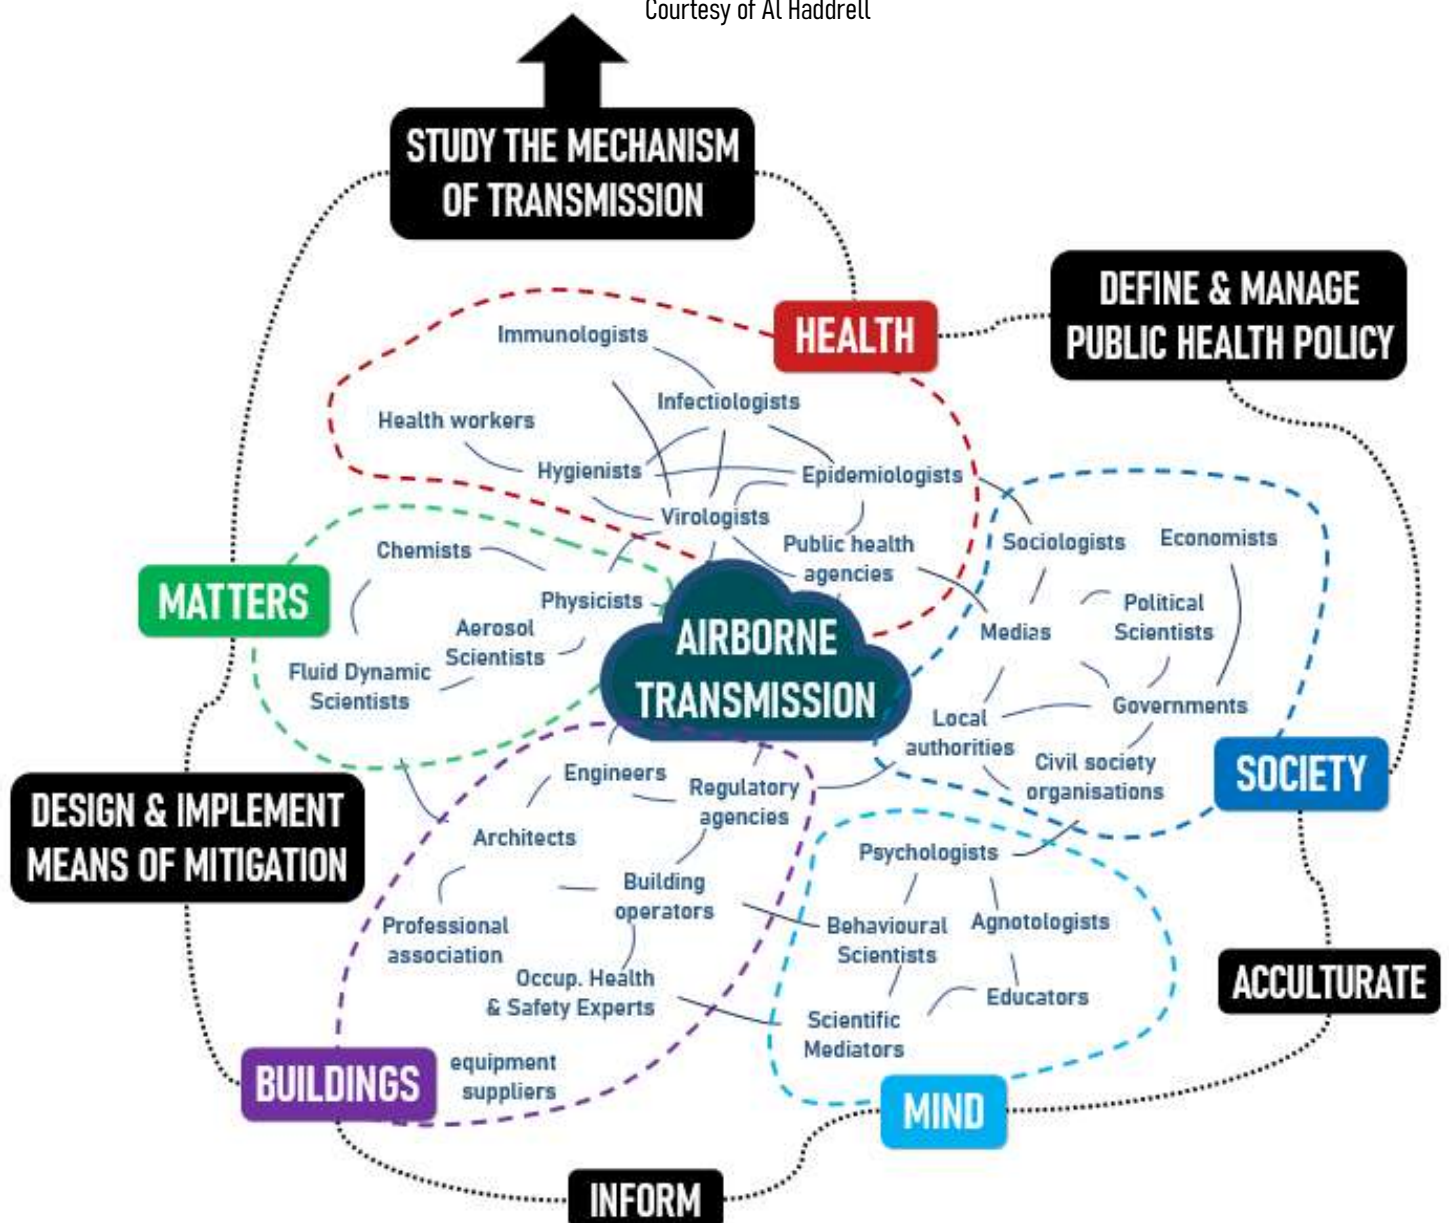 Courtesy of Al Haddrell
STUDY THE MECHANISM
OF TRANSMISSION
DEFINE & MANAGE
PUBLIC HEALTH POLICY
HEALTH
Immunologists
Infectiologists
Health workers
Hygienists
Epidemiologists
Virologists
Public health
agencies
MATTERS
Chemists
Physicists
Aerosol
Scientists
Fluid Dynamic
Scientists
AIRBORNE
TRANSMISSION
Sociologists
Economists
Political
Scientists
Medias
Governments
Local
authorities
Civil society
organisations
SOCIETY
DESIGN & IMPLEMENT
MEANS OF MITIGATION
Engineers
Regulatory
agencies
Architects
Building
operators
Professional
association
Occup. Health
& Safety Experts
equipment
suppliers
BUILDINGS
Psychologists
Behavioural
Scientists
Agnotologists
Educators
Scientific
Mediators
MIND
ACCULTURATE
INFORM